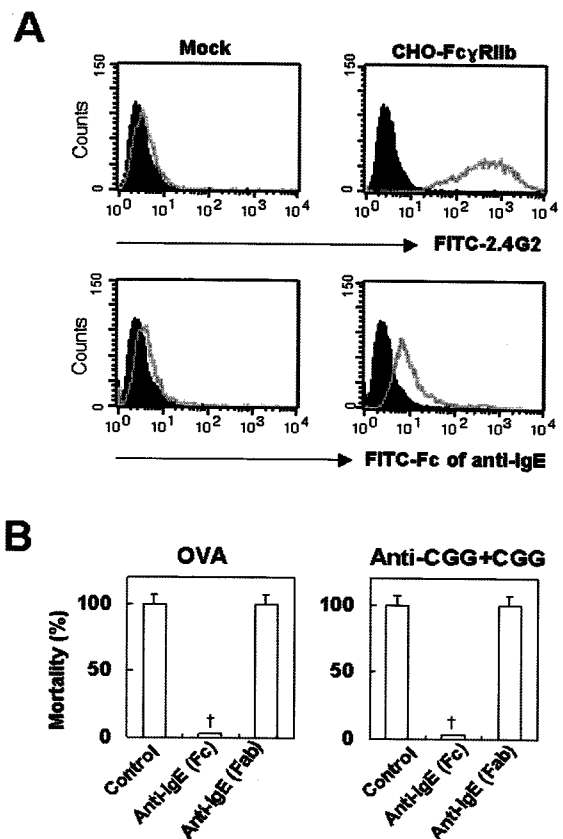 A
Mock
CHO-FcγRIIb
150
Counts
0
10^0 10^1 10^2 10^3 10^4
150
0
10^0 10^1 10^2 10^3 10^4
FITC-2.4G2
150
Counts
0
10^0 10^1 10^2 10^3 10^4
150
0
10^0 10^1 10^2 10^3 10^4
FITC-Fc of anti-IgE
B
OVA
Anti-CGG+CGG
Mortality (%)
100
50
0
†
Control
Anti-IgE (Fc)
Anti-IgE (Fab)
100
50
0
†
Control
Anti-IgE (Fc)
Anti-IgE (Fab)